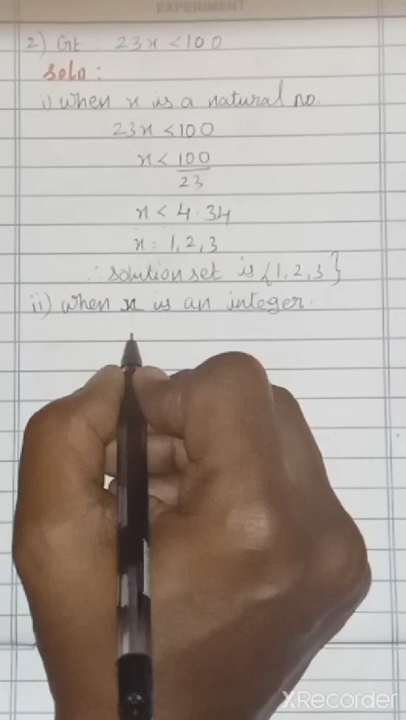 EXPERIMENT
2) Gt : 23x < 100
Soln :
i) when x is a natural no.
23x < 100
x < 100
23
x < 4.34
x = 1, 2, 3
∴ solution set is {1, 2, 3}
ii) when x is an integer.
XRecorder